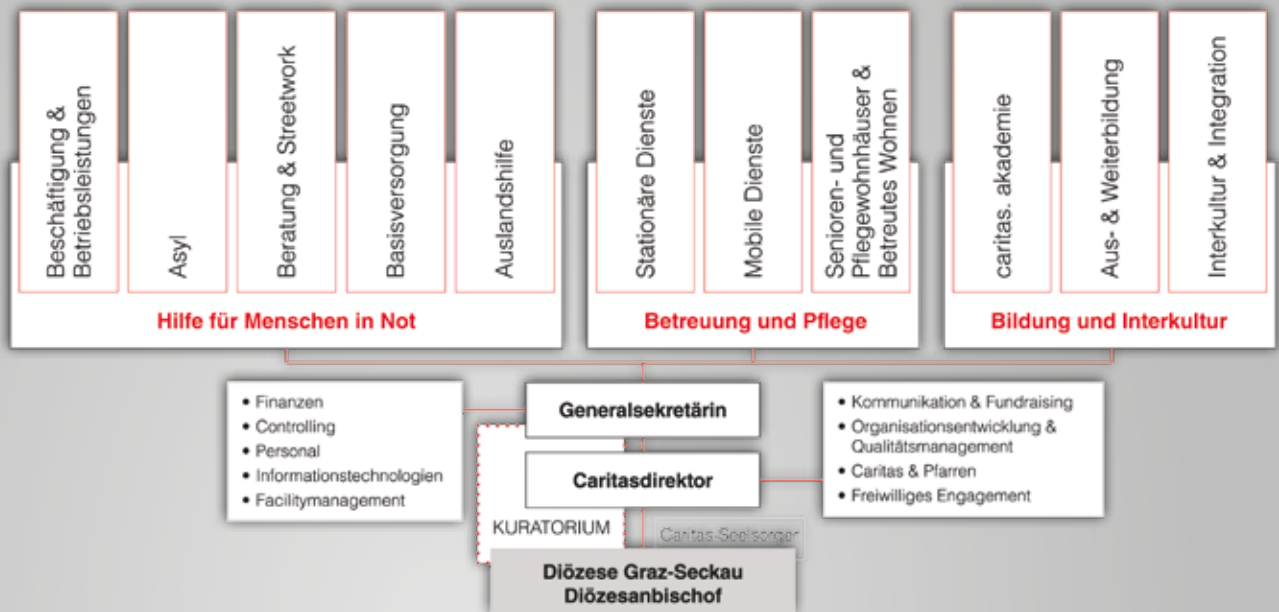 Beschäftigung &
Betriebsleistungen
Asyl
Beratung & Streetwork
Basisversorgung
Auslandshilfe
Hilfe für Menschen in Not
Stationäre Dienste
Mobile Dienste
Senioren- und
Pflegewohnhäuser &
Betreutes Wohnen
Betreuung und Pflege
caritas. akademie
Aus- & Weiterbildung
Interkultur & Integration
Bildung und Interkultur
• Finanzen
• Controlling
• Personal
• Informationstechnologien
• Facilitymanagement
Generalsekretärin
Caritasdirektor
• Kommunikation & Fundraising
• Organisationsentwicklung &
Qualitätsmanagement
• Caritas & Pfarren
• Freiwilliges Engagement
KURATORIUM
Caritas-Seelsorger
Diözese Graz-Seckau
Diözesanbischof